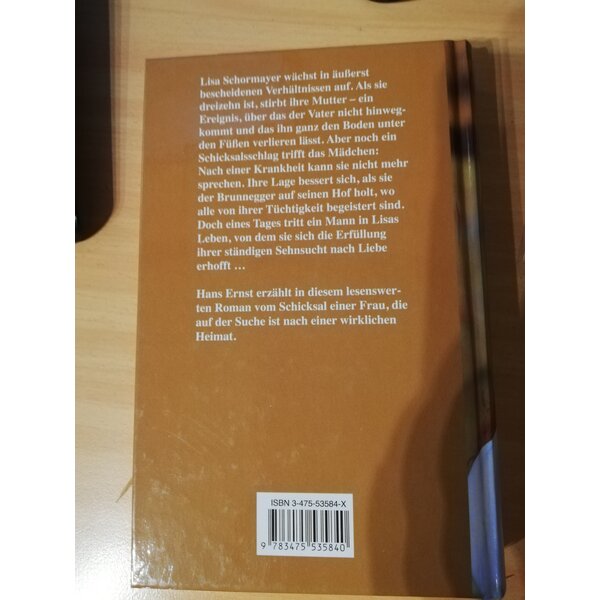 Lisa Schormayer wächst in äußerst
bescheidenen Verhältnissen auf. Als sie
dreizehn ist, stirbt ihre Mutter – ein
Ereignis, über das der Vater nicht hinweg-
kommt und das ihn ganz den Boden unter
den Füßen verlieren lässt. Aber noch ein
Schicksalsschlag trifft das Mädchen:
Nach einer Krankheit kann sie nicht mehr
sprechen. Ihre Lage bessert sich, als sie
der Brunnegger auf seinen Hof holt, wo
alle von ihrer Tüchtigkeit begeistert sind.
Doch eines Tages tritt ein Mann in Lisas
Leben, von dem sie sich die Erfüllung
ihrer ständigen Sehnsucht nach Liebe
erhofft ...
Hans Ernst erzählt in diesem lesenswer-
ten Roman vom Schicksal einer Frau, die
auf der Suche ist nach einer wirklichen
Heimat.
ISBN 3-475-53584-X
9 783475 535840